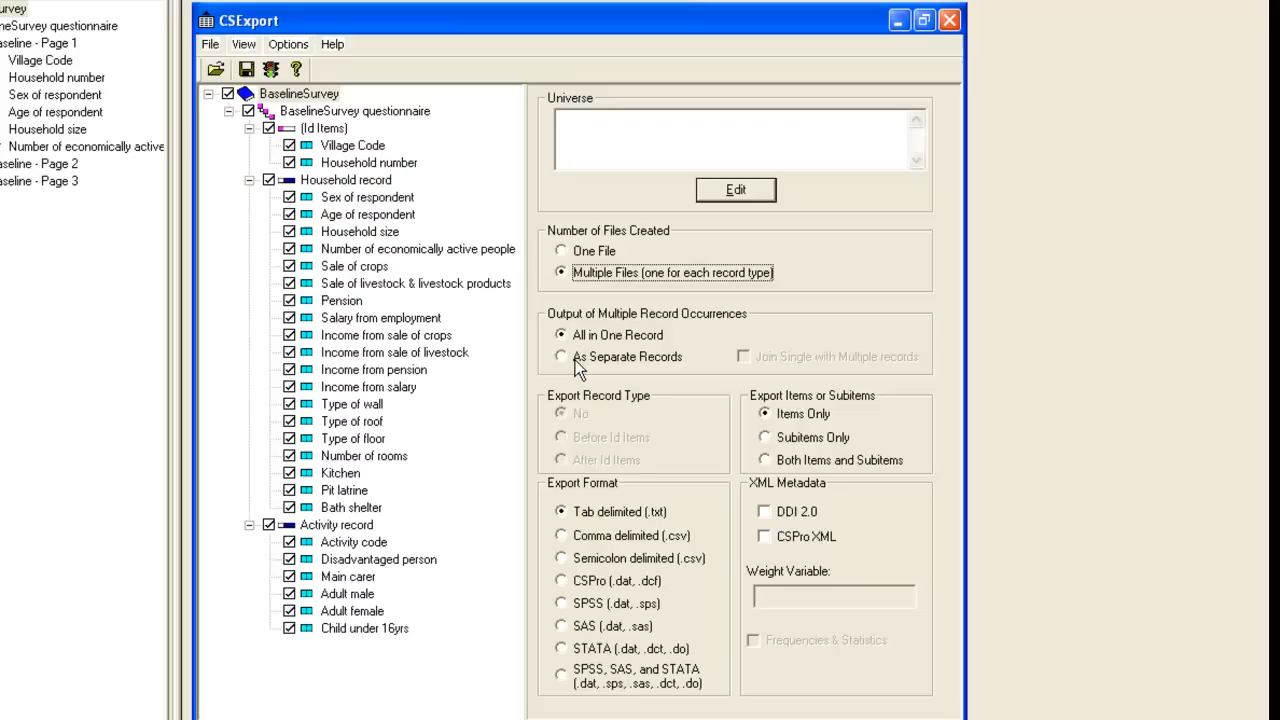 urvey
neSurvey questionnaire
aseline - Page 1
Village Code
Household number
Sex of respondent
Age of respondent
Household size
Number of economically active
aseline - Page 2
aseline - Page 3
CSExport
File View Options Help
BaselineSurvey
BaselineSurvey questionnaire
(Id Items)
Village Code
Household number
Household record
Sex of respondent
Age of respondent
Household size
Number of economically active people
Sale of crops
Sale of livestock & livestock products
Pension
Salary from employment
Income from sale of crops
Income from sale of livestock
Income from pension
Income from salary
Type of wall
Type of roof
Type of floor
Number of rooms
Kitchen
Pit latrine
Bath shelter
Activity record
Activity code
Disadvantaged person
Main carer
Adult male
Adult female
Child under 16yrs
Universe
Edit
Number of Files Created
One File
Multiple Files (one for each record type)
Output of Multiple Record Occurrences
All in One Record
As Separate Records
Join Single with Multiple records
Export Record Type
No
Before Id Items
After Id Items
Export Items or Subitems
Items Only
Subitems Only
Both Items and Subitems
Export Format
Tab delimited (.txt)
Comma delimited (.csv)
Semicolon delimited (.csv)
CSPro (.dat, .dcf)
SPSS (.dat, .sps)
SAS (.dat, .sas)
STATA (.dat, .dct, .do)
SPSS, SAS, and STATA
(.dat, .sps, .sas, .dct, .do)
XML Metadata
DDI 2.0
CSPro XML
Weight Variable:
Frequencies & Statistics